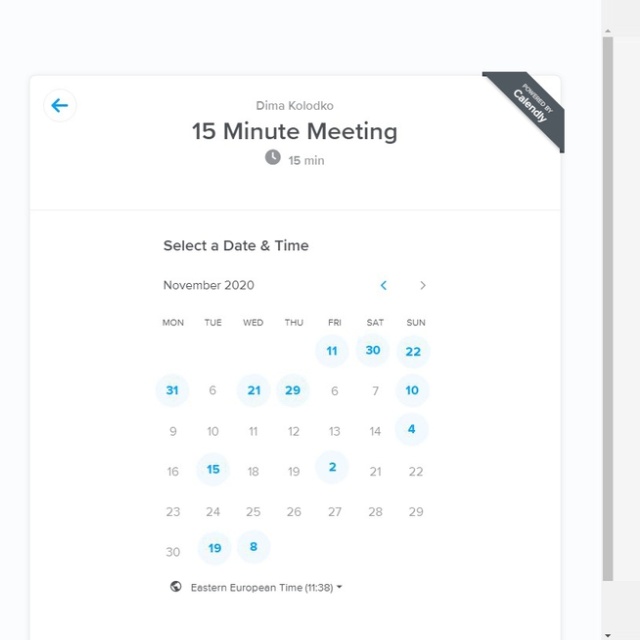 POWERED BY
Calendly
Dima Kolodko
15 Minute Meeting
15 min
Select a Date & Time
November 2020
MON TUE WED THU FRI SAT SUN
11 30 22
31 6 21 29 6 7 10
9 10 11 12 13 14 4
16 15 18 19 2 21 22
23 24 25 26 27 28 29
30 19 8
Eastern European Time (11:38)